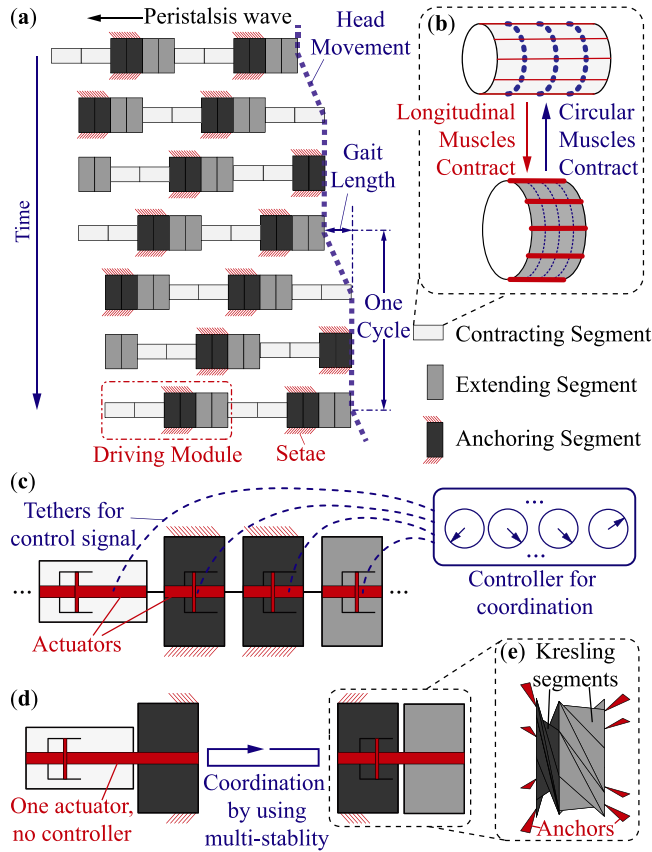 (a)
Peristalsis wave
Head
Movement
Gait
Length
Time
One
Cycle
Driving Module
Setae
(b)
Longitudinal
Muscles
Contract
Circular
Muscles
Contract
Contracting Segment
Extending Segment
Anchoring Segment
(c)
Tethers for
control signal
Actuators
...
...
...
...
Controller for
coordination
(d)
One actuator,
no controller
Coordination
by using
multi-stablity
(e)
Kresling
segments
Anchors